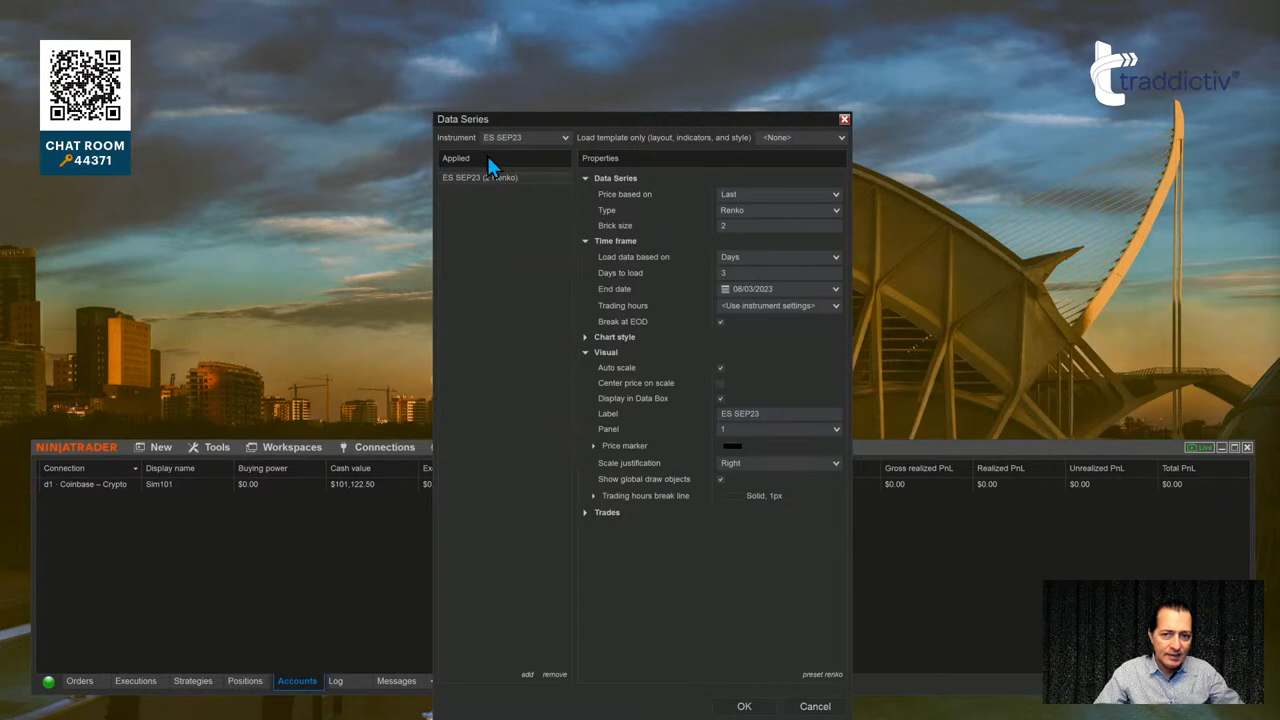 traddictiv®
CHAT ROOM
44371
Data Series
Instrument ES SEP23 Load template only (layout, indicators, and style) <None>
Applied Properties
ES SEP23 (2 Renko) Data Series
Price based on Last
Type Renko
Brick size 2
Time frame
Load data based on Days
Days to load 3
End date 08/03/2023
Trading hours <Use instrument settings>
Break at EOD
Chart style
Visual
Auto scale
Center price on scale
Display in Data Box
Label ES SEP23
Panel 1
Price marker
Scale justification Right
Show global draw objects
Trading hours break line Solid, 1px
Trades
add remove preset renko
OK Cancel
NINJATRADER New Tools Workspaces Connections Live
Connection Display name Buying power Cash value Gross realized PnL Realized PnL Unrealized PnL Total PnL
d1 · Coinbase – Crypto Sim101 $0.00 $101,122.50 $0.00 $0.00 $0.00 $0.00
Orders Executions Strategies Positions Accounts Log Messages